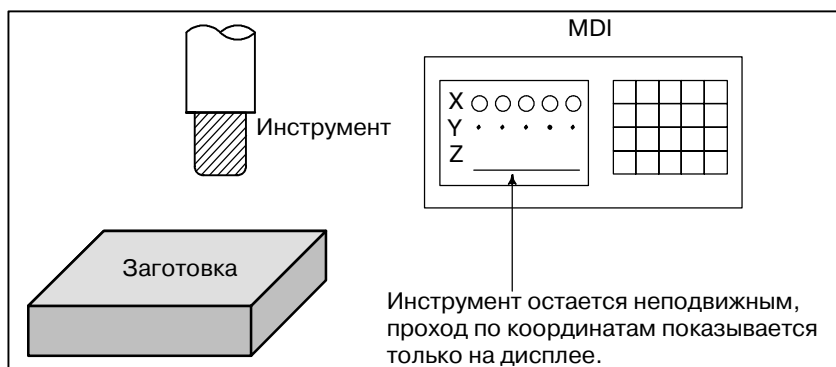 MDI
Инструмент
X
Y
Z
Заготовка
Инструмент остается неподвижным,
проход по координатам показывается
только на дисплее.